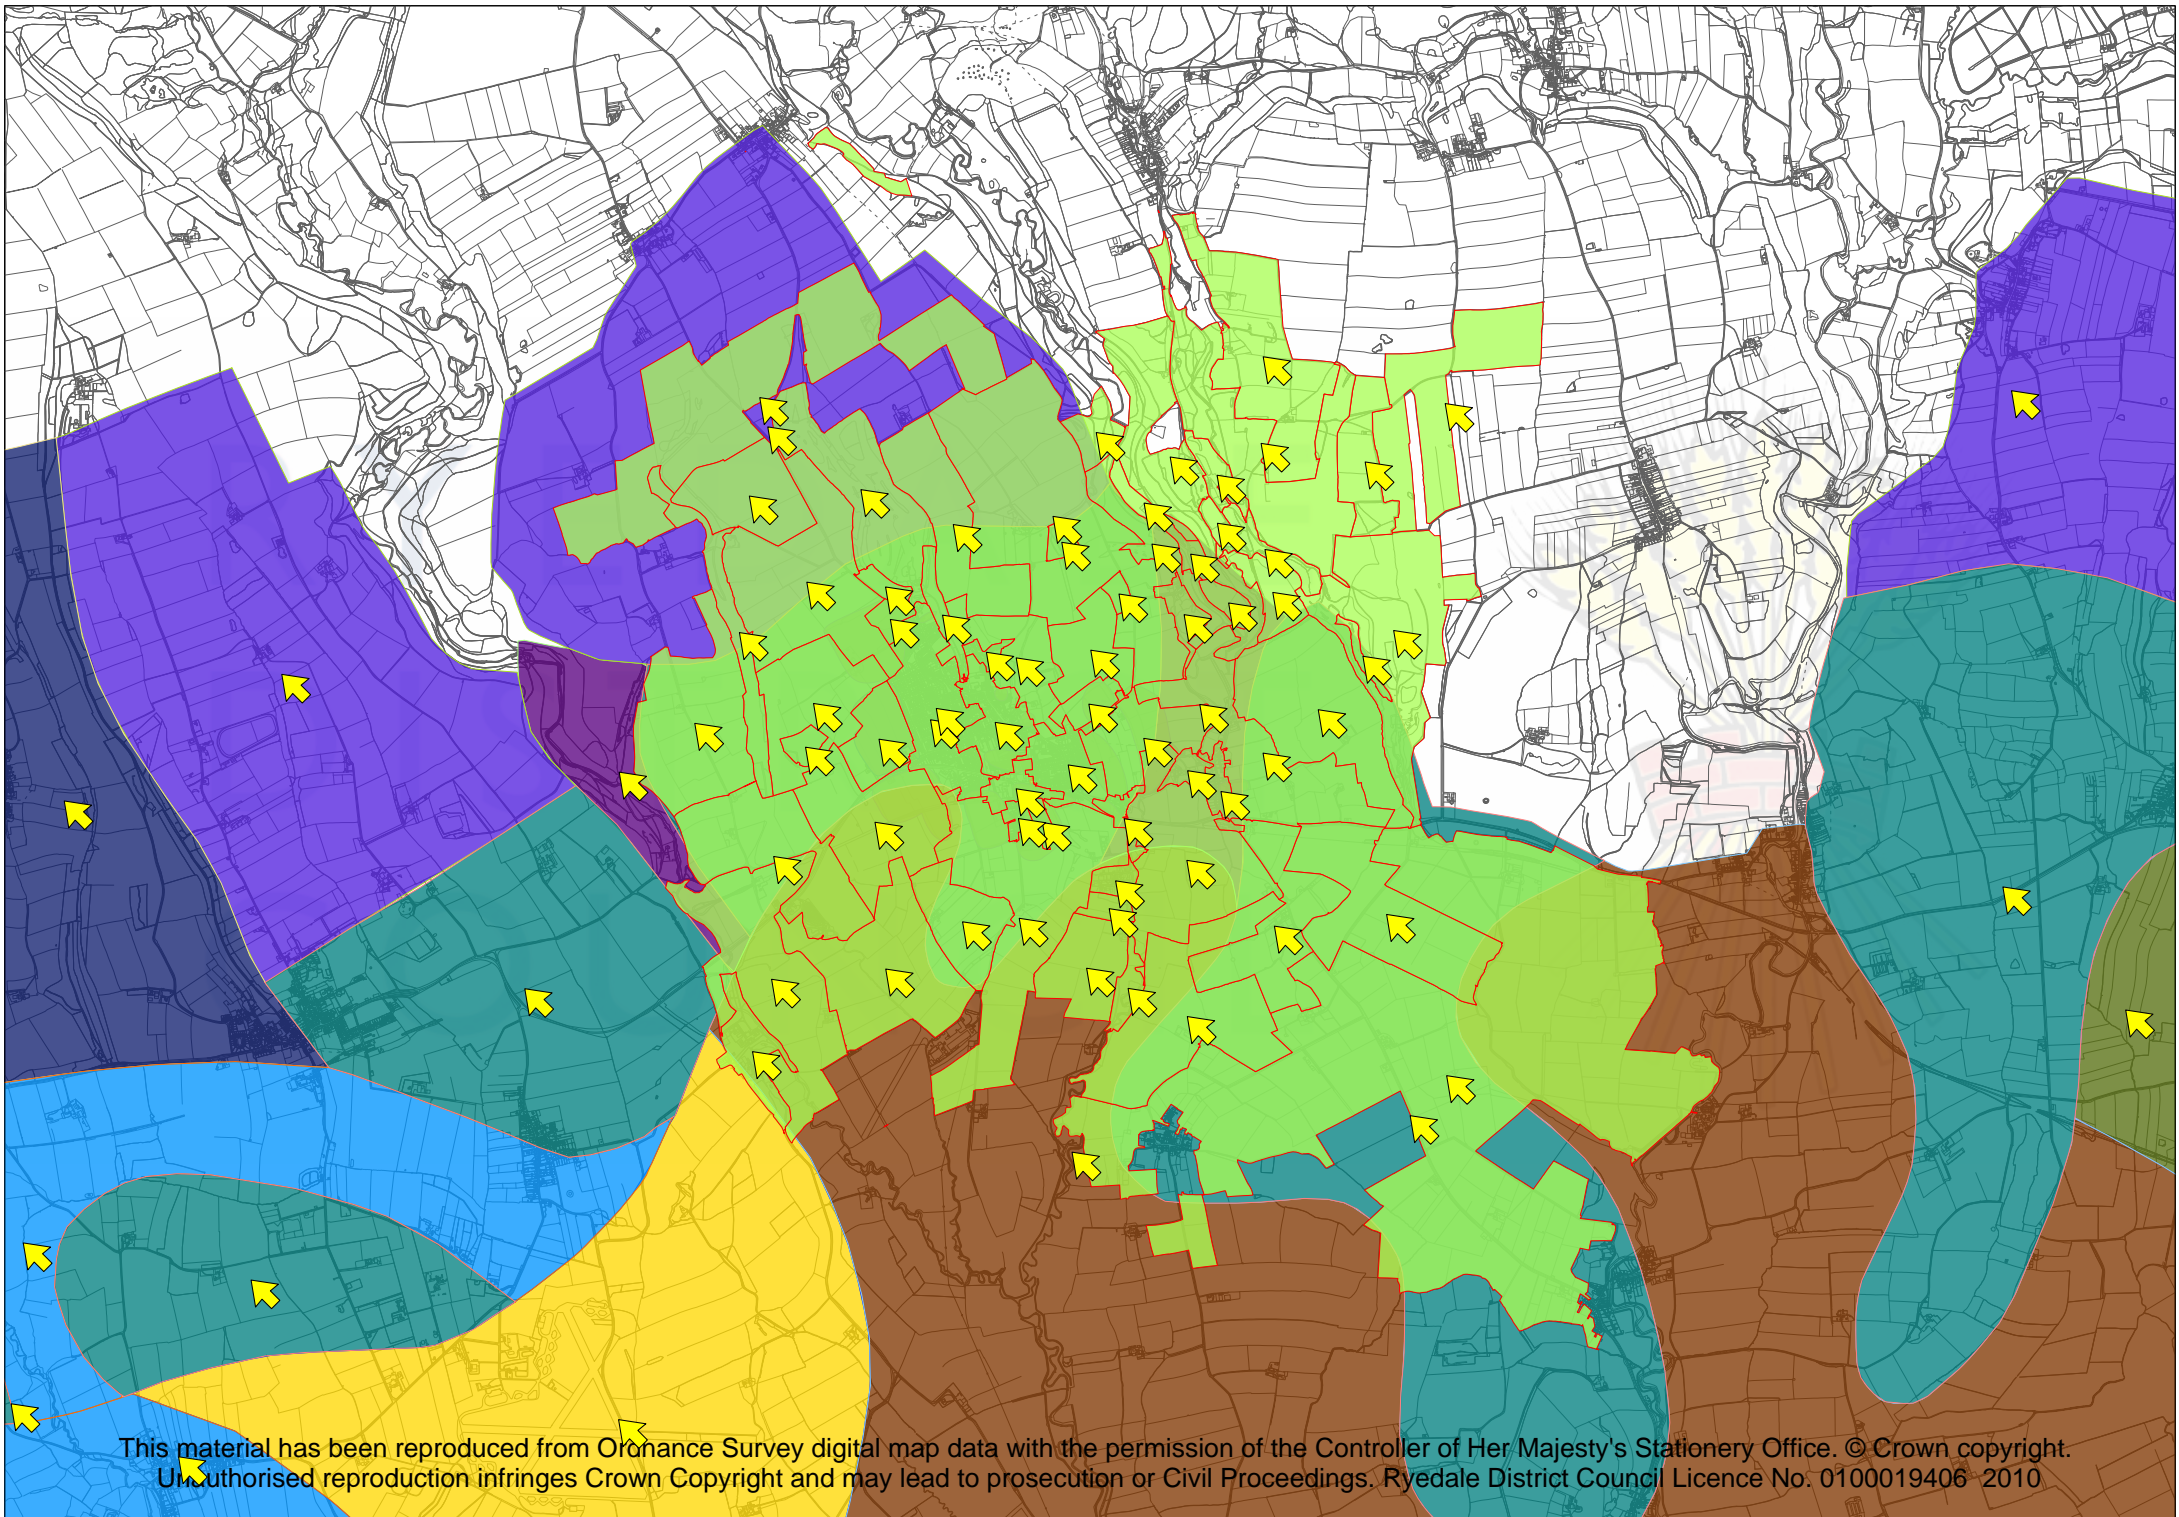 This material has been reproduced from Ordnance Survey digital map data with the permission of the Controller of Her Majesty's Stationery Office. © Crown copyright.
Unauthorised reproduction infringes Crown Copyright and may lead to prosecution or Civil Proceedings. Ryedale District Council Licence No. 0100019406 2010